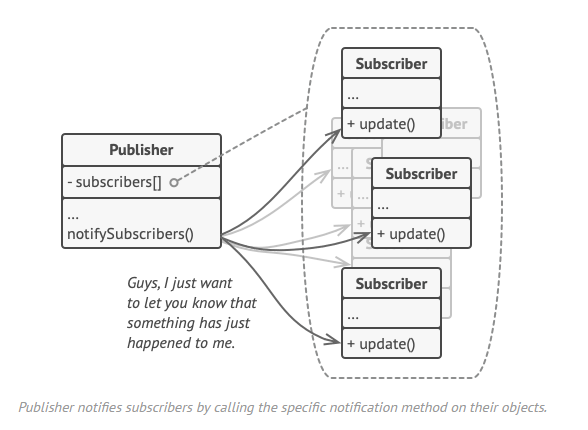 Publisher
- subscribers[]
...
notifySubscribers()
Guys, I just want
to let you know that
something has just
happened to me.
Subscriber
...
+ update()
Subscriber
...
+ update()
Subscriber
...
+ update()
Publisher notifies subscribers by calling the specific notification method on their objects.